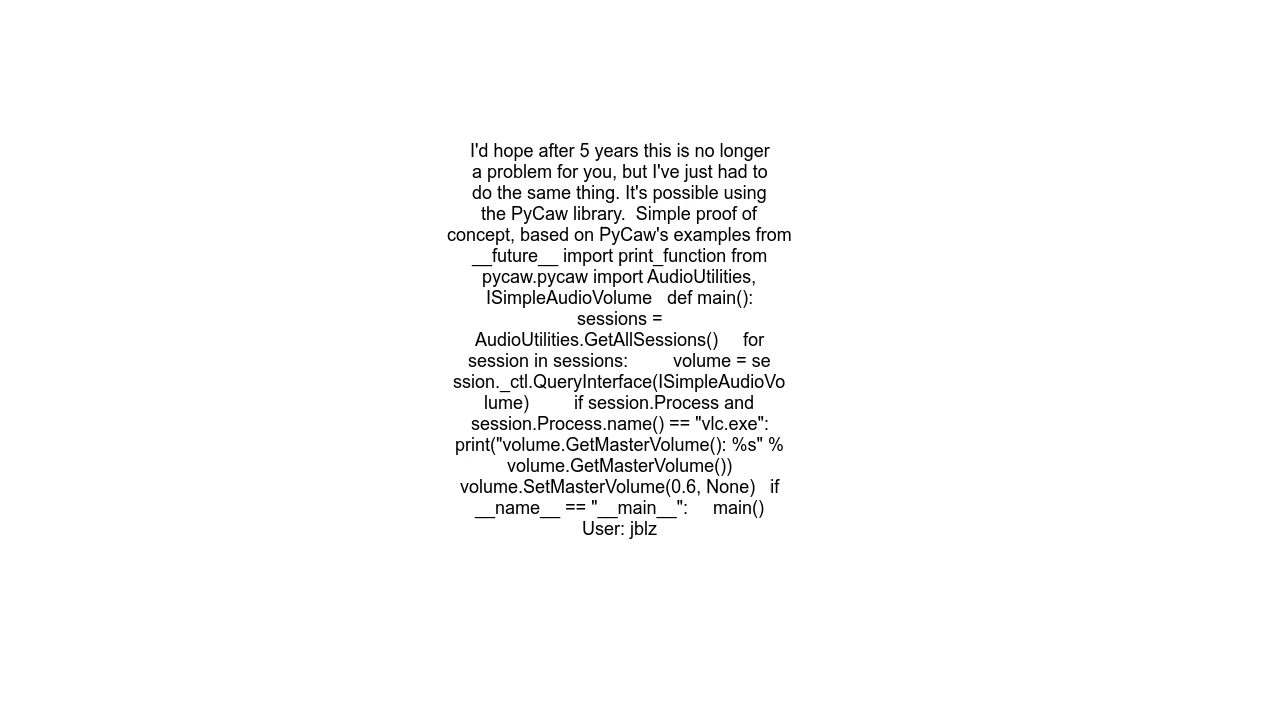 I'd hope after 5 years this is no longer
a problem for you, but I've just had to
do the same thing. It's possible using
the PyCaw library.  Simple proof of
concept, based on PyCaw's examples from
__future__ import print_function from
pycaw.pycaw import AudioUtilities,
ISimpleAudioVolume   def main():
sessions =
AudioUtilities.GetAllSessions()     for
session in sessions:         volume = se
ssion._ctl.QueryInterface(ISimpleAudioVo
lume)         if session.Process and
session.Process.name() == "vlc.exe":
print("volume.GetMasterVolume(): %s" %
volume.GetMasterVolume())
volume.SetMasterVolume(0.6, None)   if
__name__ == "__main__":     main()
User: jblz